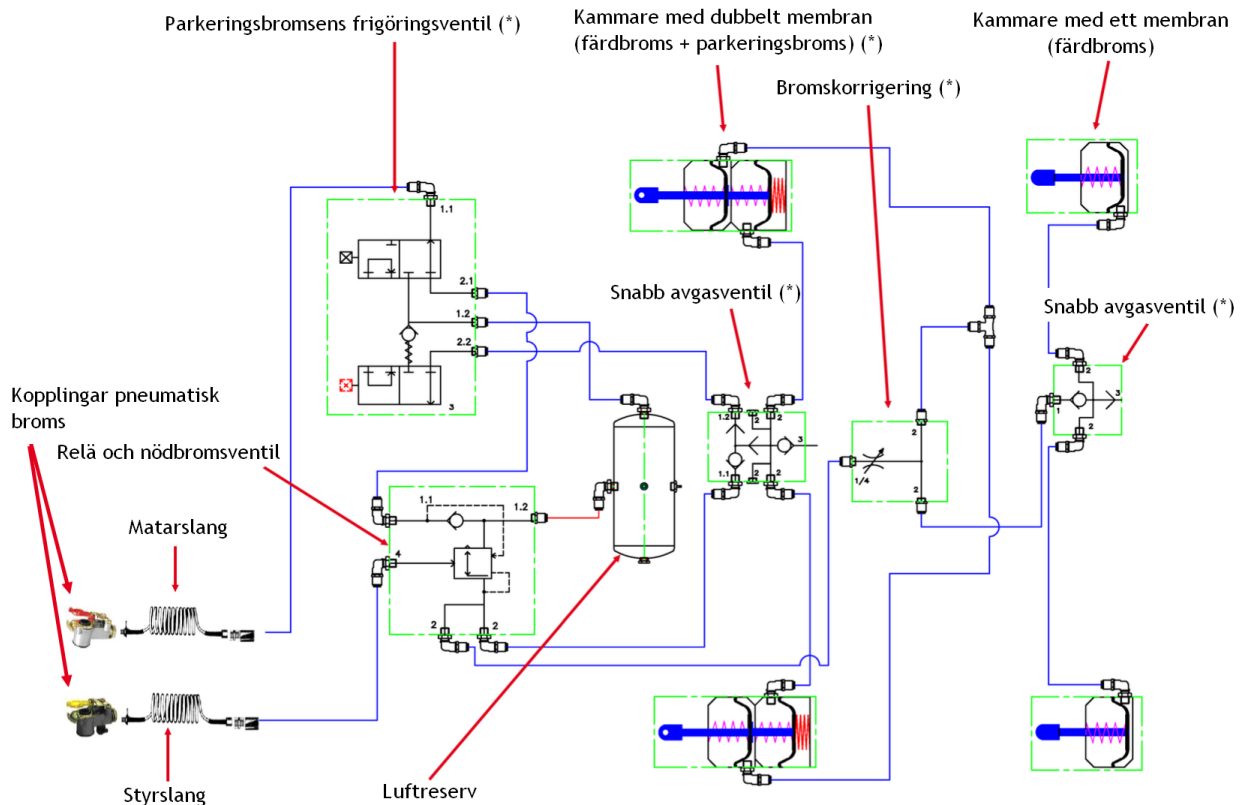 Parkeringsbromsens frigöringsventil (*)
Kammare med dubbelt membran
(färdbroms + parkeringsbroms) (*)
Kammare med ett membran
(färdbroms)
Bromskorrigering (*)
1.1
2.1
1.2
2.2
3
Snabb avgasventil (*)
Snabb avgasventil (*)
Kopplingar pneumatisk
broms
Relä och nödbromsventil
1.2
2
2
3
1.1
2
2
2
1/4
2
2
1
3
2
1.1
1.2
4
2
2
Matarslang
Styrslang
Luftreserv